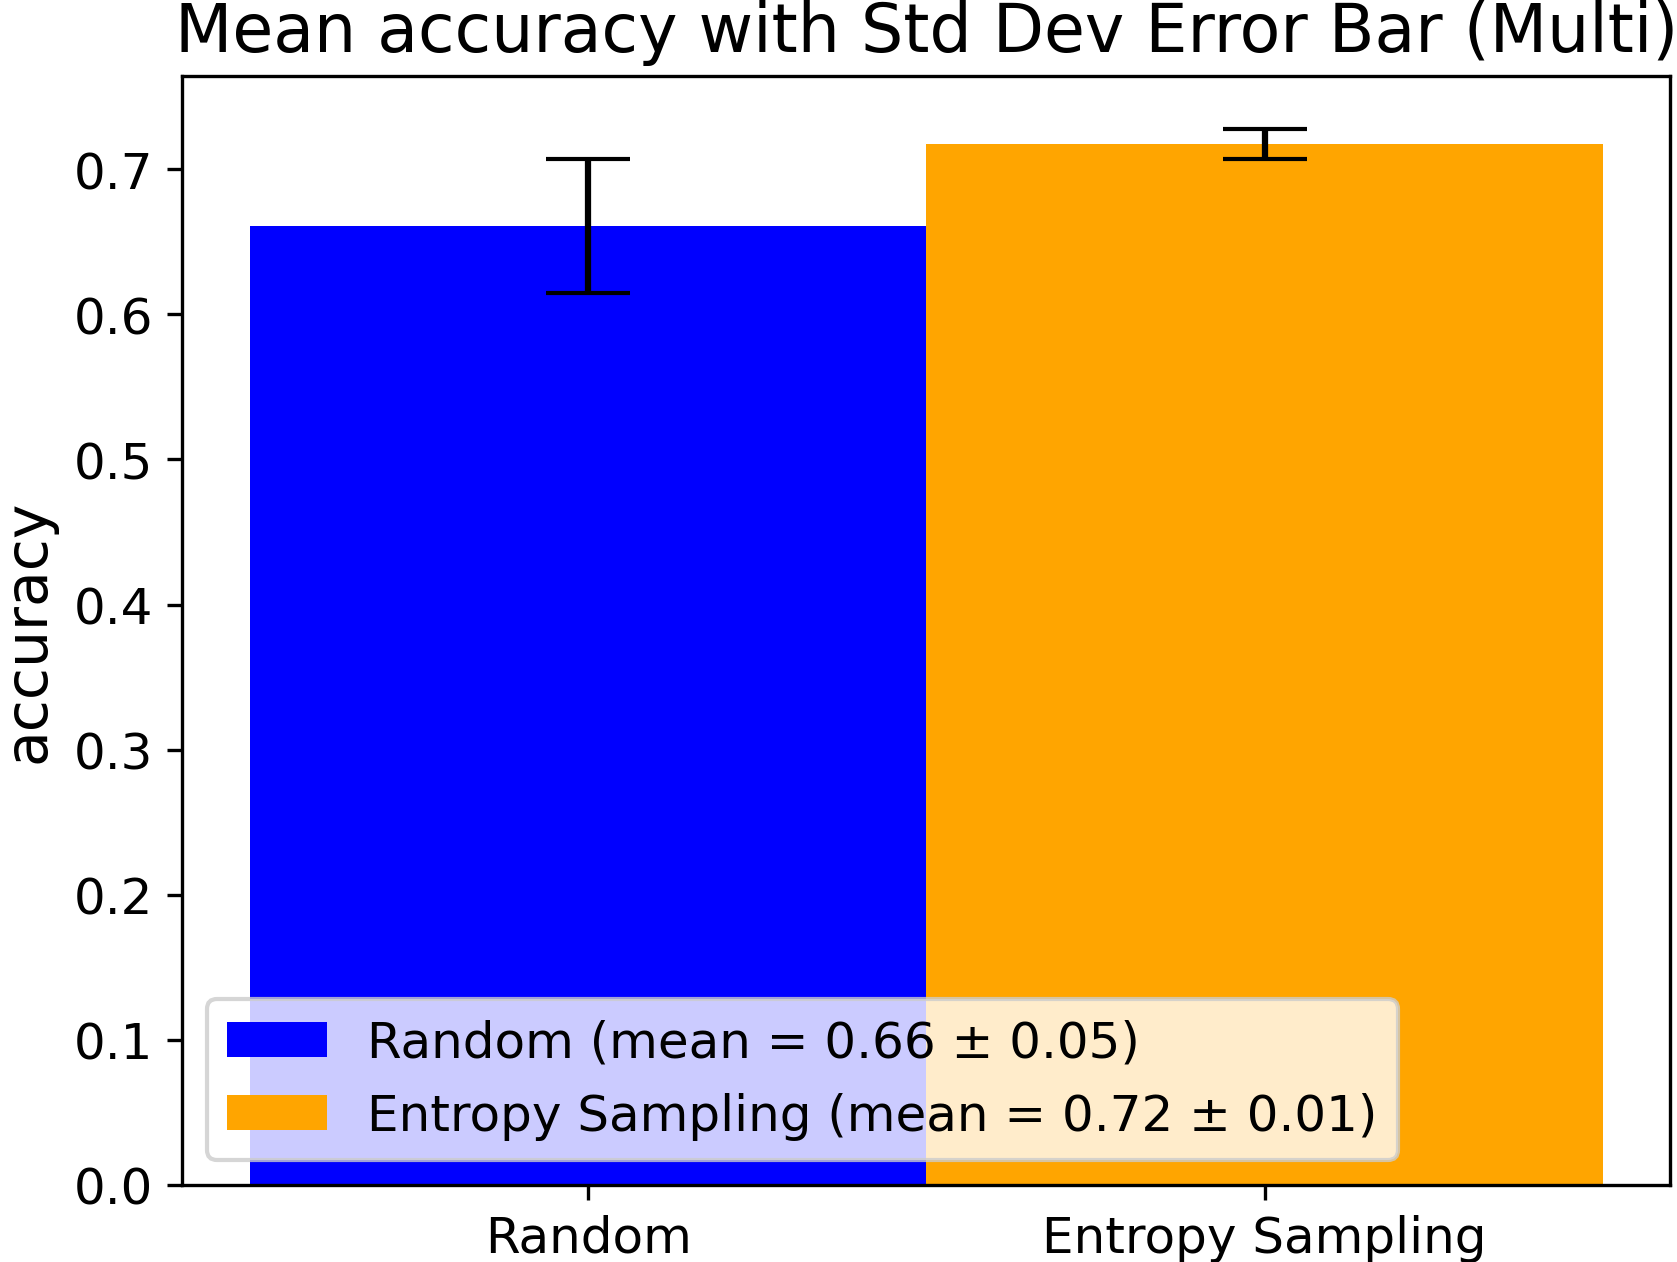 Mean accuracy with Std Dev Error Bar (Multi)
accuracy
0.7
0.6
0.5
0.4
0.3
0.2
0.1
0.0
Random (mean = 0.66 ± 0.05)
Entropy Sampling (mean = 0.72 ± 0.01)
Random
Entropy Sampling